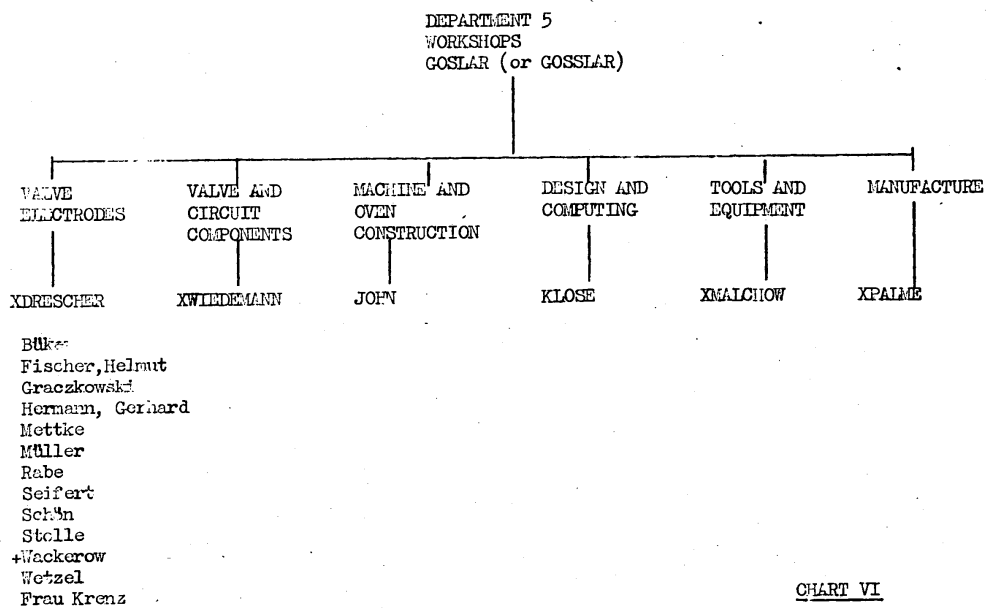 DEPARTMENT 5
WORKSHOPS
GOSLAR (or GOSSLAR)
VALVE
ELECTRODES
VALVE AND
CIRCUIT
COMPONENTS
MACHINE AND
OVEN
CONSTRUCTION
DESIGN AND
COMPUTING
TOOLS AND
EQUIPMENT
MANUFACTURE
XDRESCHER
XWIEDEMANN
JOHN
KLOSE
XMALCHOW
XPALME
Fischer,Helmut
Graczkowski
Hermann, Gerhard
Mettke
Müller
Rabe
Seifert
Schön
Stolle
+Wackerow
Wetzel
Frau Krenz
CHART VI